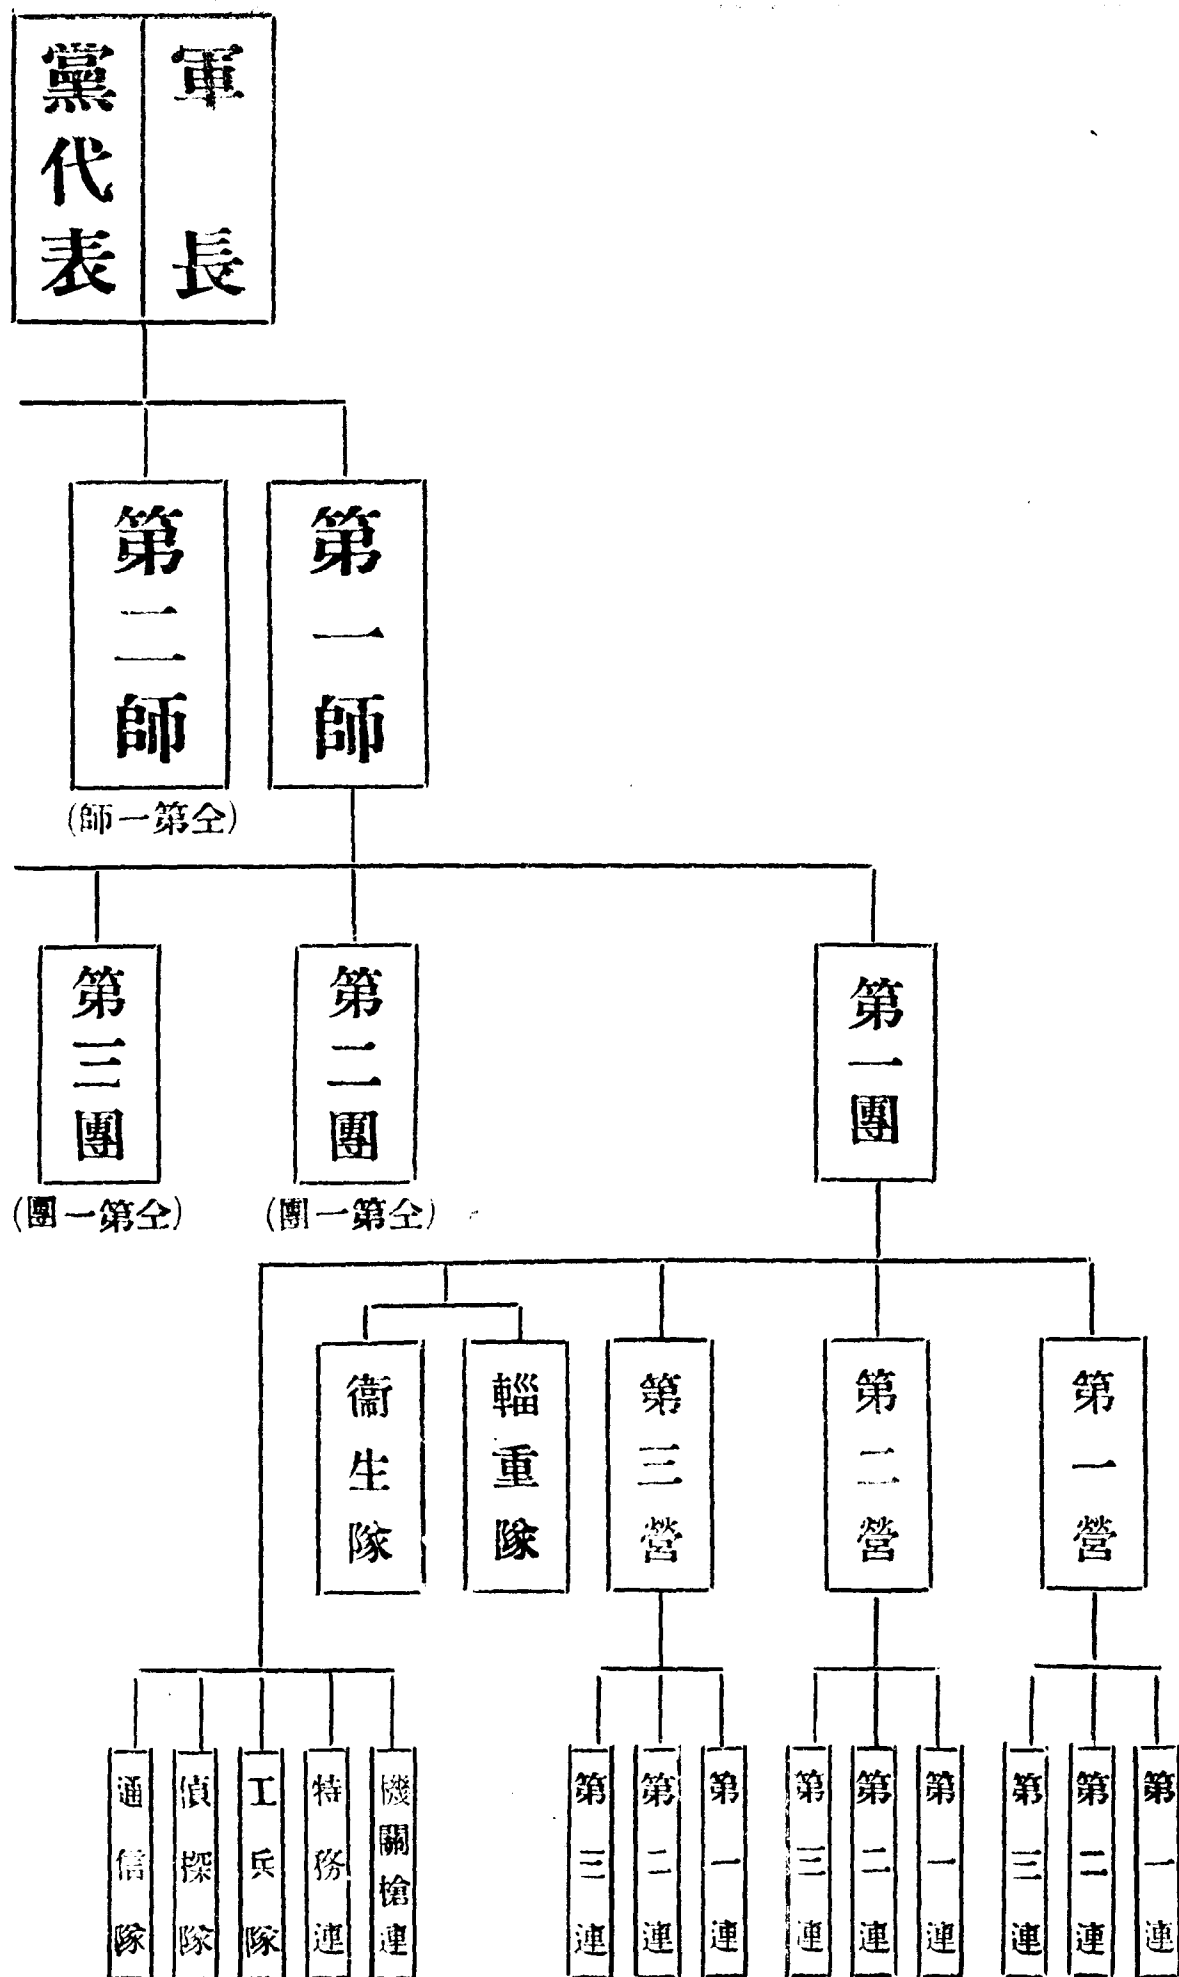 軍長
黨代表
第一師
第二師
(仝第一師)
第一團
第二團
(仝第一團)
第三團
(仝第一團)
第一營
第二營
第三營
輜重隊
衞生隊
第一連
第二連
第三連
第一連
第二連
第三連
第一連
第二連
第三連
機關槍連
特務連
工兵隊
偵探隊
通信隊